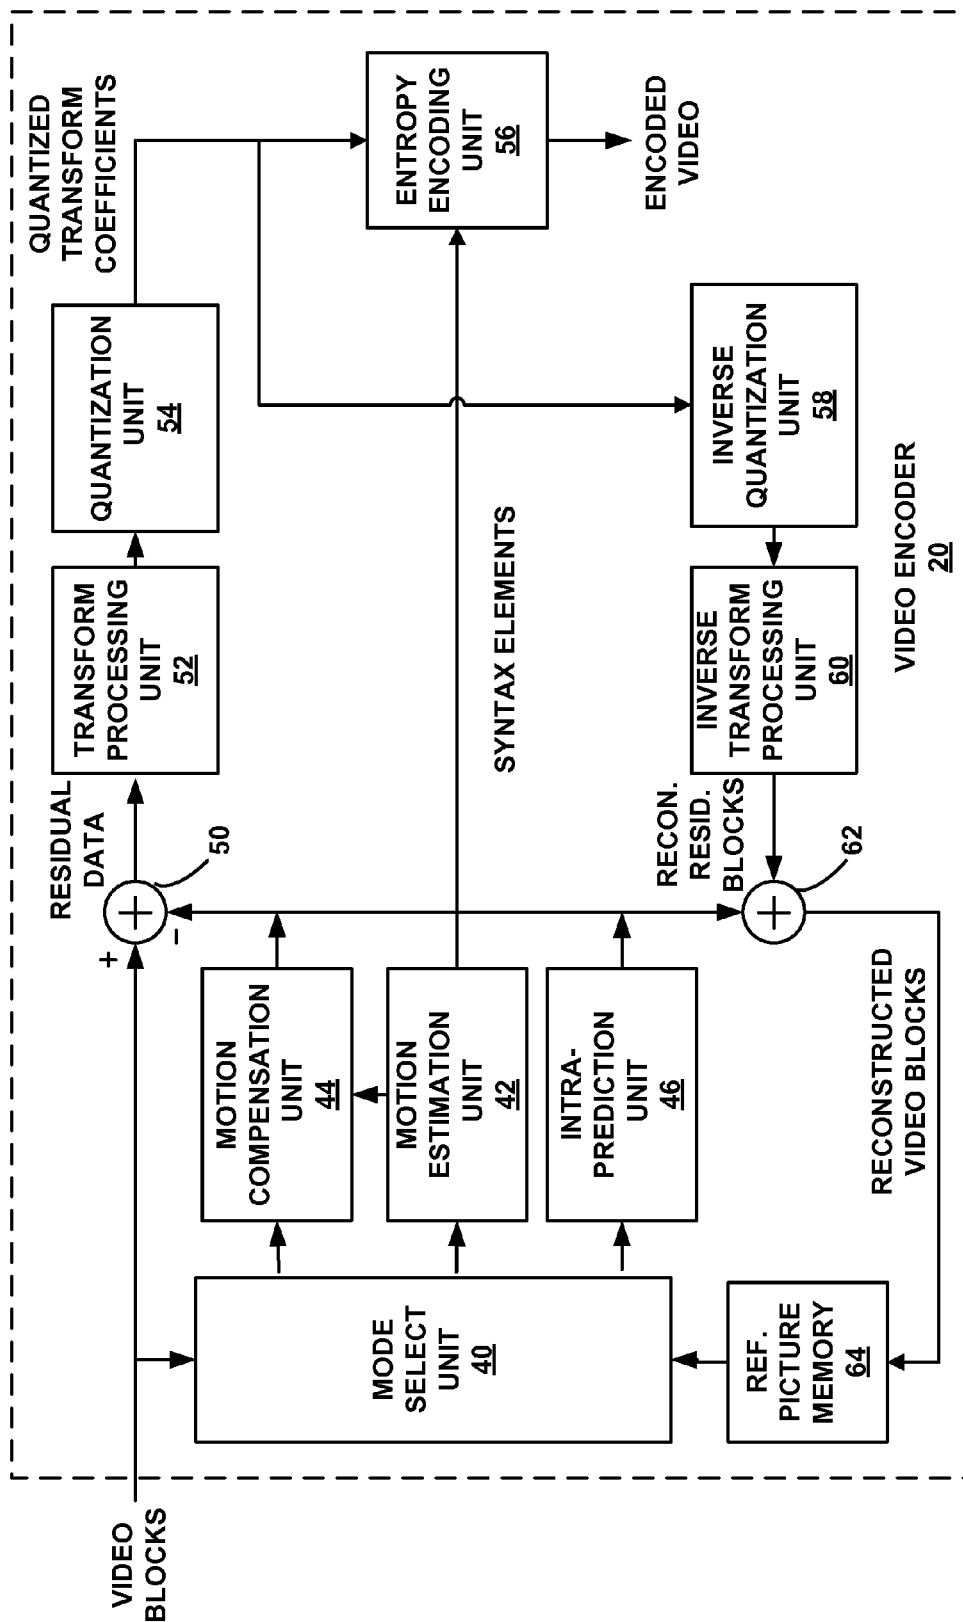 VIDEO
BLOCKS
MODE
SELECT
UNIT
40
REF.
PICTURE
MEMORY
64
MOTION
COMPENSATION
UNIT
44
MOTION
ESTIMATION
UNIT
42
INTRA-
PREDICTION
UNIT
46
RECONSTRUCTED
VIDEO BLOCKS
+
-
50
RESIDUAL
DATA
TRANSFORM
PROCESSING
UNIT
52
QUANTIZATION
UNIT
54
QUANTIZED
TRANSFORM
COEFFICIENTS
SYNTAX ELEMENTS
ENTROPY
ENCODING
UNIT
56
ENCODED
VIDEO
INVERSE
QUANTIZATION
UNIT
58
INVERSE
TRANSFORM
PROCESSING
UNIT
60
RECON.
RESID.
BLOCKS
62
VIDEO ENCODER
20